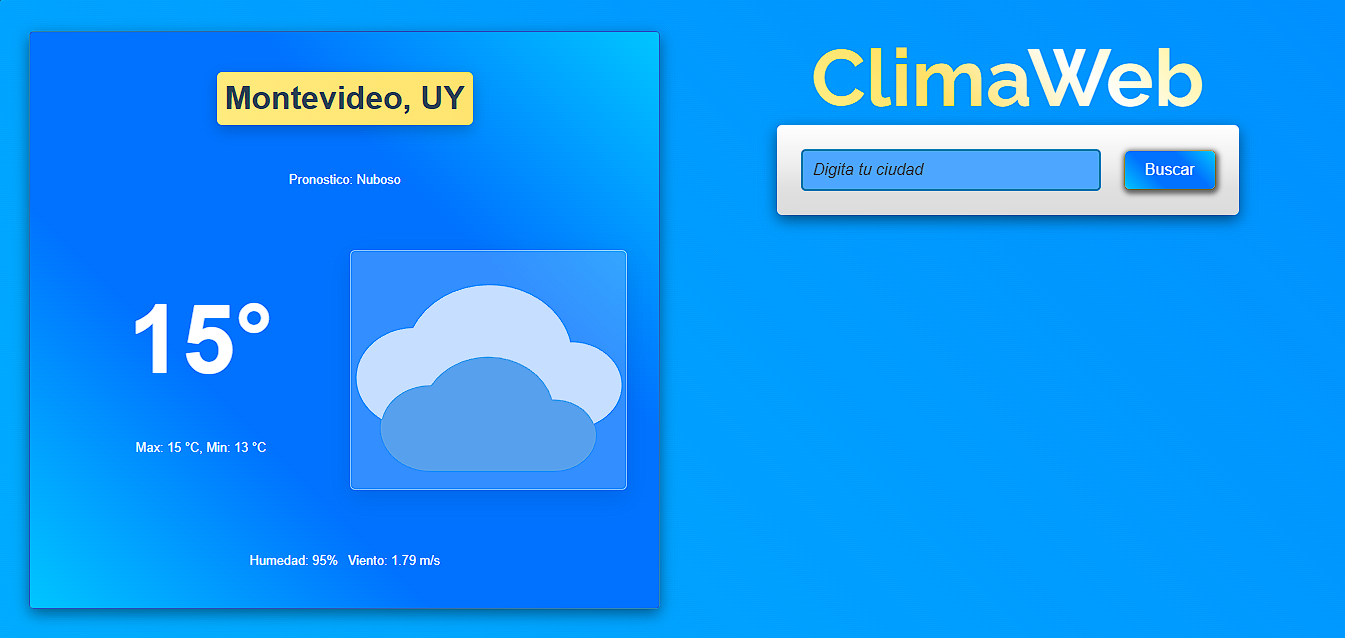 Montevideo, UY
Pronostico: Nuboso
15°
Max: 15 °C, Min: 13 °C
Humedad: 95% Viento: 1.79 m/s
ClimaWeb
Digita tu ciudad
Buscar